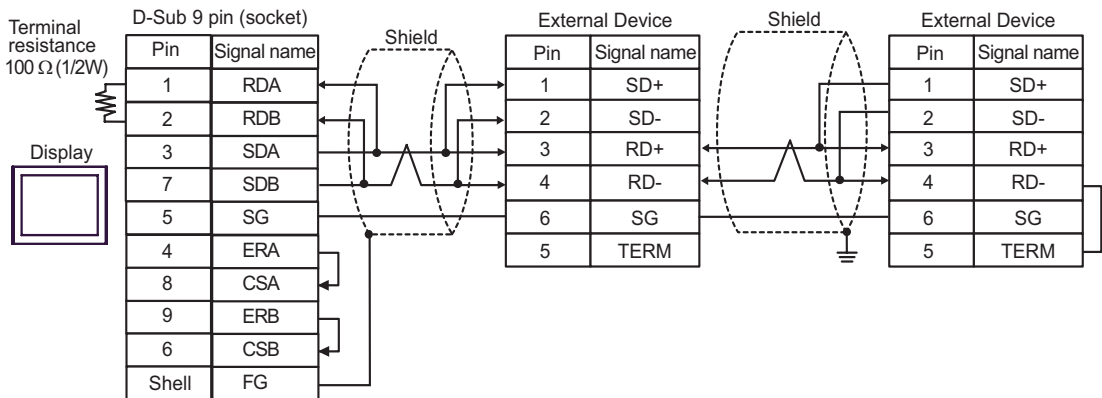 Terminal
resistance
100 Ω (1/2W)
Display
D-Sub 9 pin (socket)
Pin Signal name
1 RDA
2 RDB
3 SDA
7 SDB
5 SG
4 ERA
8 CSA
9 ERB
6 CSB
Shell FG
Shield
External Device
Pin Signal name
1 SD+
2 SD-
3 RD+
4 RD-
6 SG
5 TERM
Shield
External Device
Pin Signal name
1 SD+
2 SD-
3 RD+
4 RD-
6 SG
5 TERM